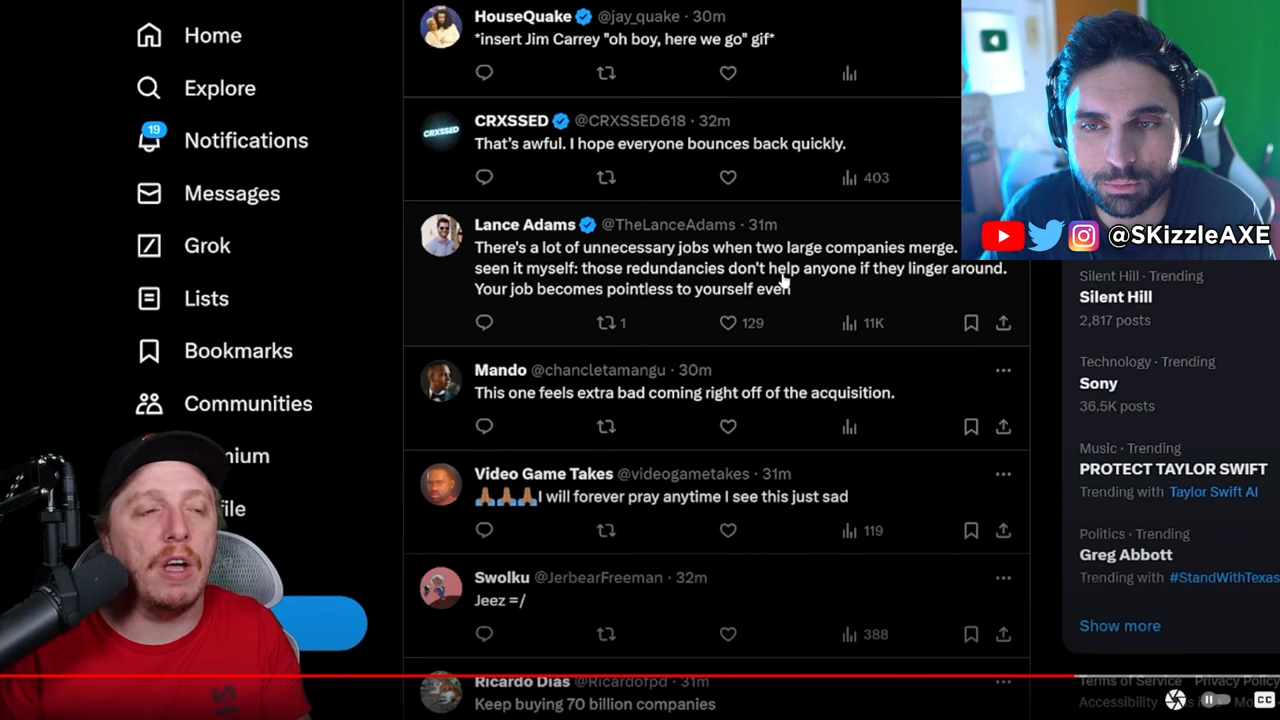 Home
Explore
19
Notifications
Messages
Grok
Lists
Bookmarks
Communities
HouseQuake @jay_quake · 30m
*insert Jim Carrey "oh boy, here we go" gif*
CRXSSED
CRXSSED @CRXSSED618 · 32m
That's awful. I hope everyone bounces back quickly.
403
Lance Adams @TheLanceAdams · 31m
There's a lot of unnecessary jobs when two large companies merge.
seen it myself: those redundancies don't help anyone if they linger around.
Your job becomes pointless to yourself even
1 129 11K
Mando @chancletamangu · 30m
This one feels extra bad coming right off of the acquisition.
Video Game Takes @videogametakes · 31m
🙏🏾🙏🏾🙏🏾I will forever pray anytime I see this just sad
119
Swolku @JerbearFreeman · 32m
Jeez =/
388
Ricardo Dias @Ricardofpd · 31m
Keep buying 70 billion companies
@SKizzleAXE
Silent Hill · Trending
Silent Hill
2,817 posts
Technology · Trending
Sony
36.5K posts
Music · Trending
PROTECT TAYLOR SWIFT
Trending with Taylor Swift AI
Politics · Trending
Greg Abbott
Trending with #StandWithTexas
Show more
Terms of Service Privacy Policy
Accessibility
CC